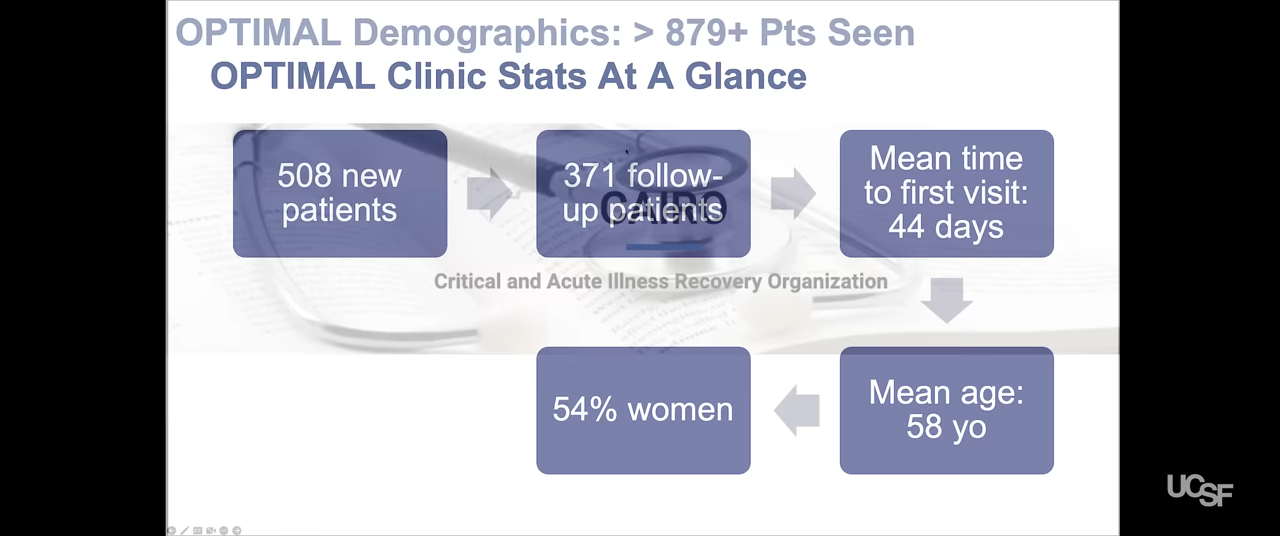 OPTIMAL Demographics: > 879+ Pts Seen
OPTIMAL Clinic Stats At A Glance
508 new
patients
371 follow-
up patients
CAIRO
Mean time
to first visit:
44 days
Critical and Acute Illness Recovery Organization
54% women
Mean age:
58 yo
UCSF